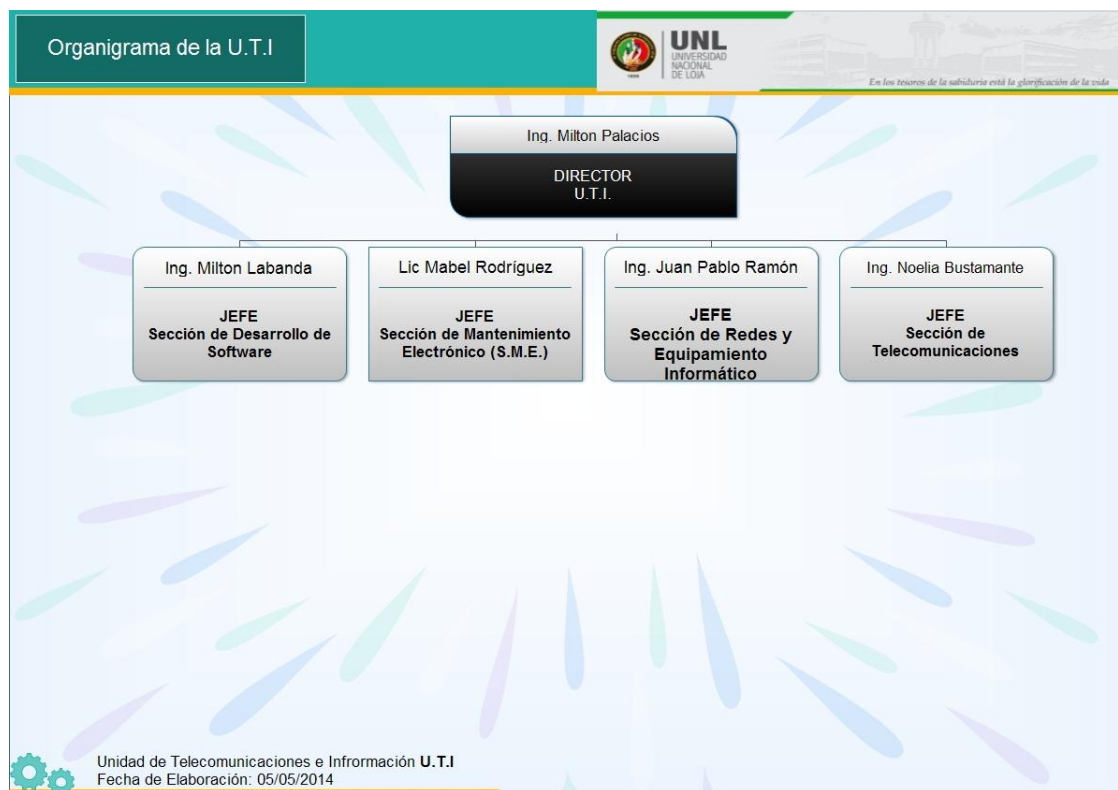 Organigrama de la U.T.I
UNL
UNIVERSIDAD
NACIONAL
DE LOJA
1859
En los tesoros de la sabiduría está la glorificación de la vida
Ing. Milton Palacios
DIRECTOR
U.T.I.
Ing. Milton Labanda
JEFE
Sección de Desarrollo de
Software
Lic Mabel Rodríguez
JEFE
Sección de Mantenimiento
Electrónico (S.M.E.)
Ing. Juan Pablo Ramón
JEFE
Sección de Redes y
Equipamiento
Informático
Ing. Noelia Bustamante
JEFE
Sección de
Telecomunicaciones
Unidad de Telecomunicaciones e Infrormación U.T.I
Fecha de Elaboración: 05/05/2014